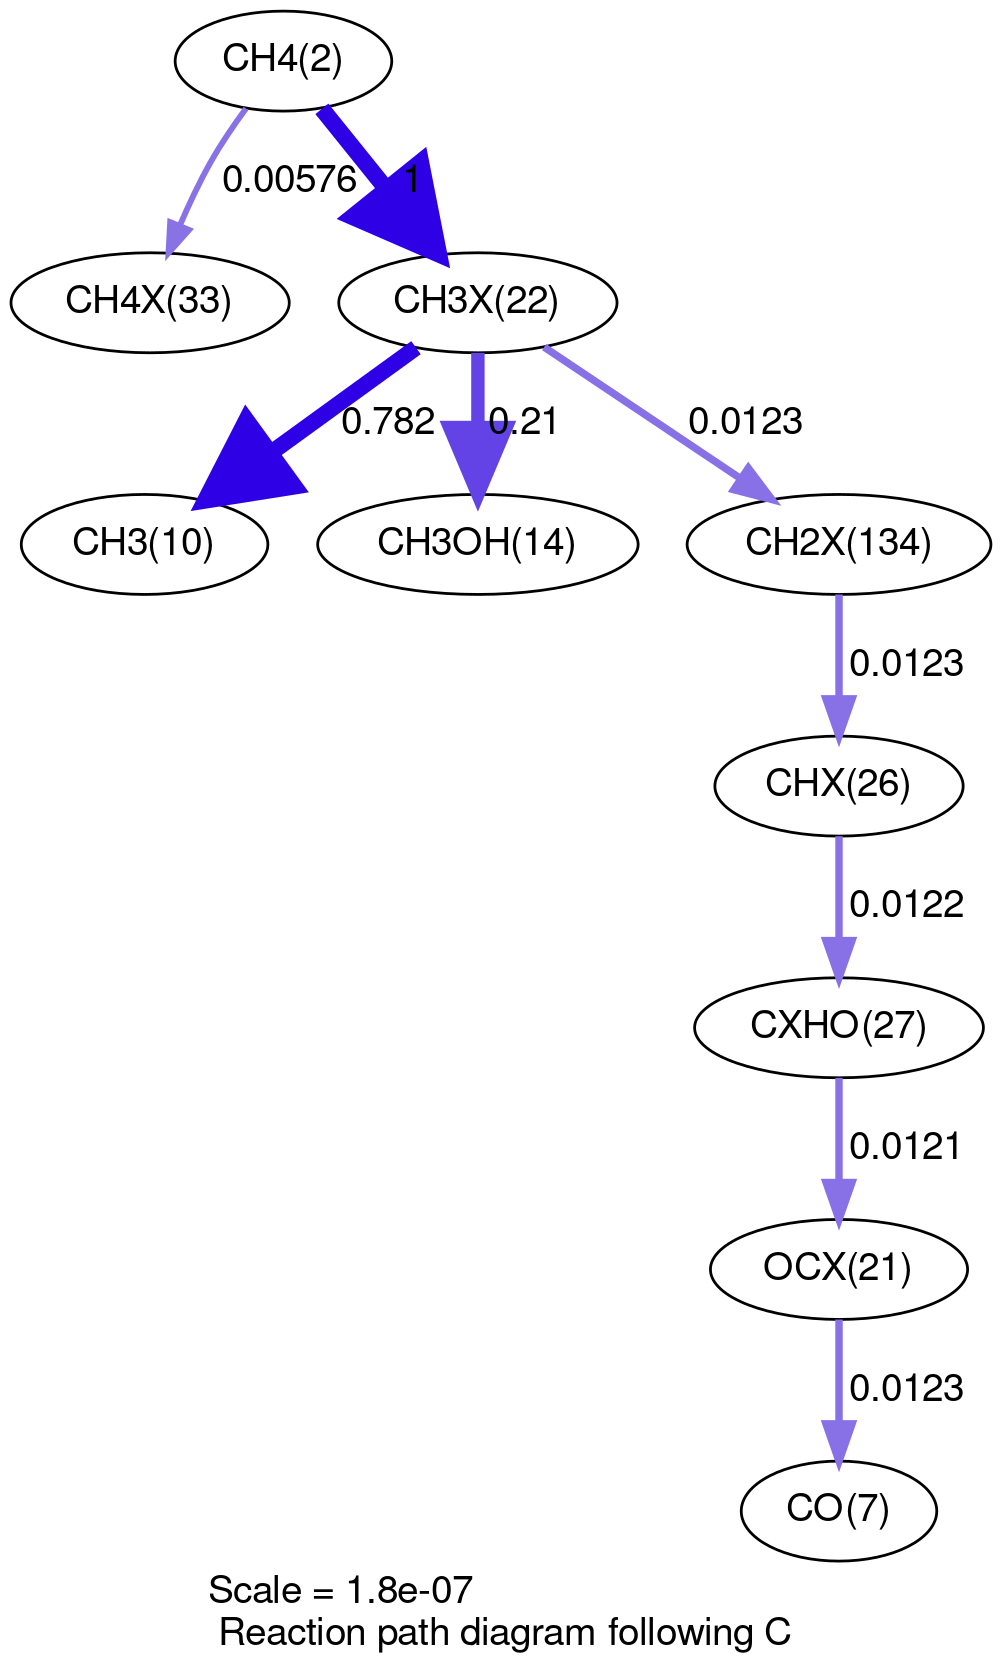 CH4(2)
0.00576
1
CH4X(33)
CH3X(22)
0.782
0.21
0.0123
CH3(10)
CH3OH(14)
CH2X(134)
0.0123
CHX(26)
0.0122
CXHO(27)
0.0121
OCX(21)
0.0123
CO(7)
Scale = 1.8e-07
Reaction path diagram following C